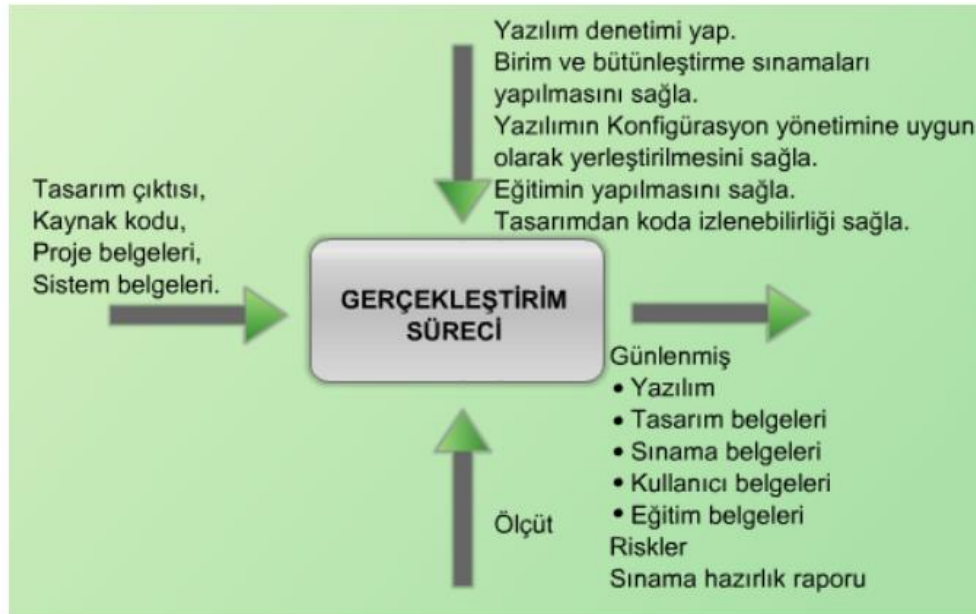 Yazılım denetimi yap.
Birim ve bütünleştirme sınamaları
yapılmasını sağla.
Yazılımın Konfigürasyon yönetimine uygun
olarak yerleştirilmesini sağla.
Eğitimin yapılmasını sağla.
Tasarımdan koda izlenebilirliği sağla.
Tasarım çıktısı,
Kaynak kodu,
Proje belgeleri,
Sistem belgeleri.
GERÇEKLEŞTİRİM
SÜRECİ
Günlenmiş
• Yazılım
• Tasarım belgeleri
• Sınama belgeleri
• Kullanıcı belgeleri
• Eğitim belgeleri
Riskler
Sınama hazırlık raporu
Ölçüt